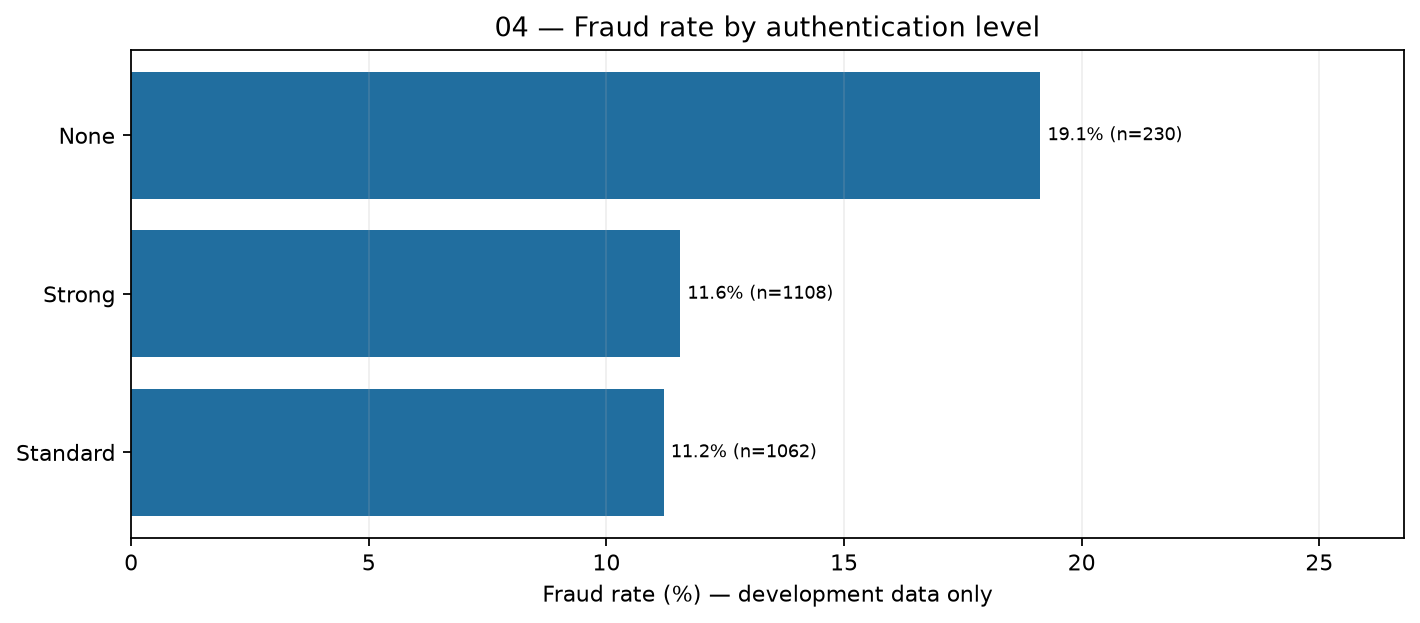 04 — Fraud rate by authentication level
None
19.1% (n=230)
Strong
11.6% (n=1108)
Standard
11.2% (n=1062)
0 5 10 15 20 25
Fraud rate (%) — development data only